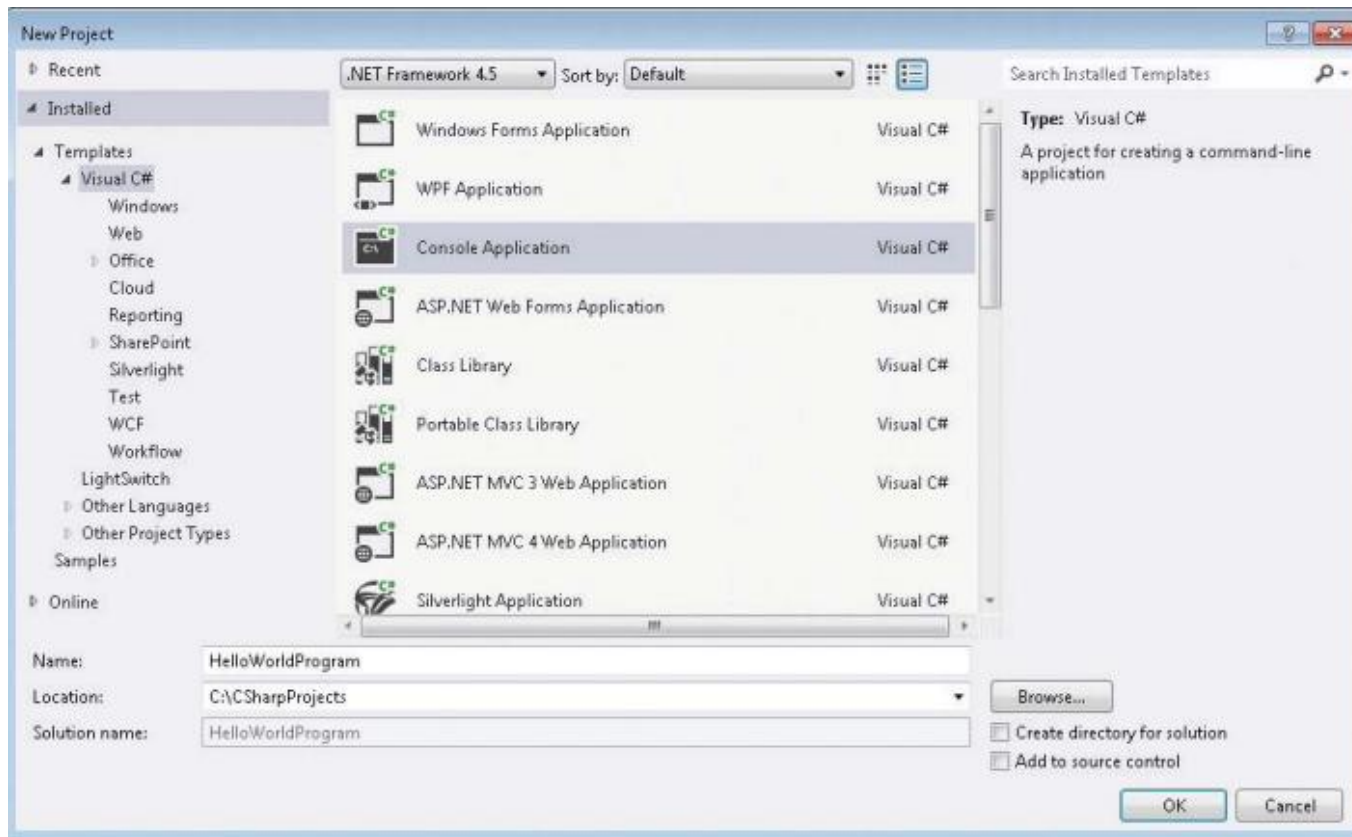 New Project
Recent
Installed
Templates
Visual C#
Windows
Web
Office
Cloud
Reporting
SharePoint
Silverlight
Test
WCF
Workflow
LightSwitch
Other Languages
Other Project Types
Samples
Online
.NET Framework 4.5 Sort by: Default
Windows Forms Application Visual C#
WPF Application Visual C#
Console Application Visual C#
ASP.NET Web Forms Application Visual C#
Class Library Visual C#
Portable Class Library Visual C#
ASP.NET MVC 3 Web Application Visual C#
ASP.NET MVC 4 Web Application Visual C#
Silverlight Application Visual C#
Search Installed Templates
Type: Visual C#
A project for creating a command-line
application
Name: HelloWorldProgram
Location: C:\CSharpProjects
Browse...
Solution name: HelloWorldProgram
Create directory for solution
Add to source control
OK Cancel